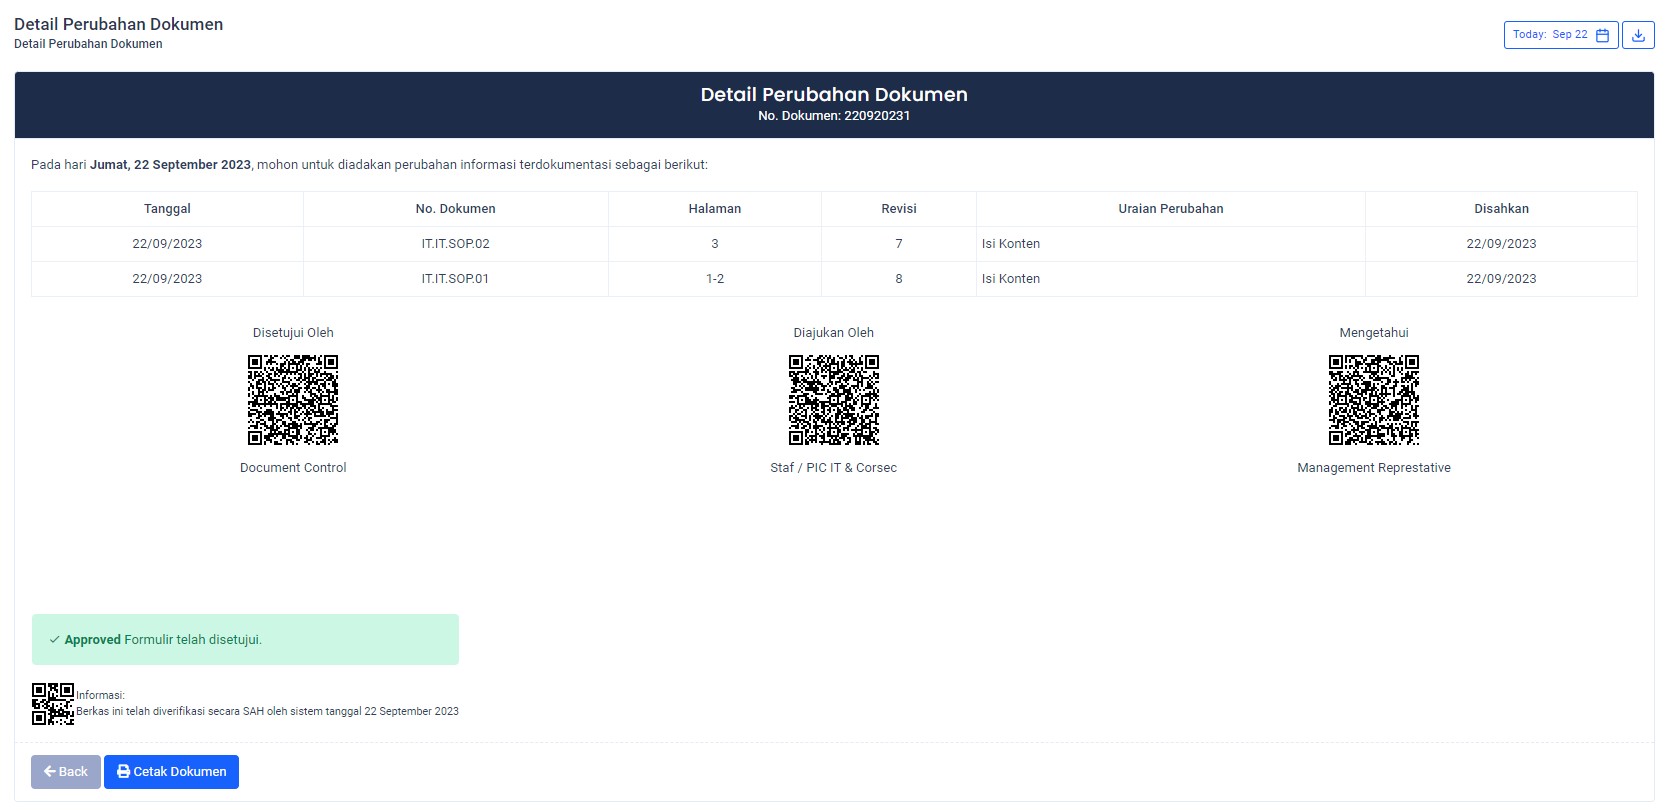 Detail Perubahan Dokumen
Detail Perubahan Dokumen
Today: Sep 22
Detail Perubahan Dokumen
No. Dokumen: 220920231
Pada hari Jumat, 22 September 2023, mohon untuk diadakan perubahan informasi terdokumentasi sebagai berikut:
Tanggal No. Dokumen Halaman Revisi Uraian Perubahan Disahkan
22/09/2023 IT.IT.SOP.02 3 7 Isi Konten 22/09/2023
22/09/2023 IT.IT.SOP.01 1-2 8 Isi Konten 22/09/2023
Disetujui Oleh Diajukan Oleh Mengetahui
Document Control Staf / PIC IT & Corsec Management Represtative
Approved Formulir telah disetujui.
Informasi:
Berkas ini telah diverifikasi secara SAH oleh sistem tanggal 22 September 2023
Back Cetak Dokumen